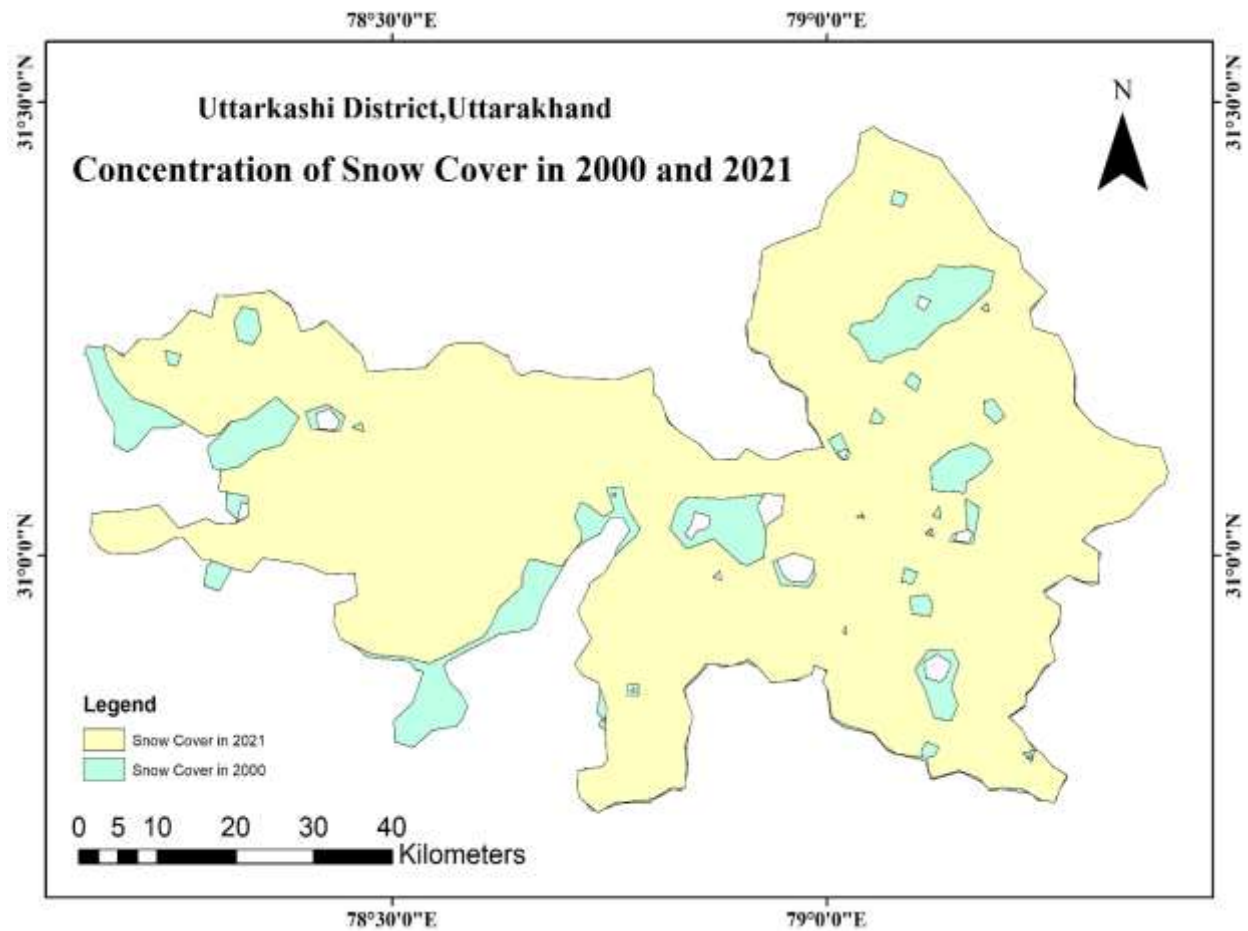 78°30'0"E 79°0'0"E
31°30'0"N 31°30'0"N
Uttarkashi District,Uttarakhand
N
Concentration of Snow Cover in 2000 and 2021
31°0'0"N 31°0'0"N
Legend
Snow Cover in 2021
Snow Cover in 2000
0 5 10 20 30 40
Kilometers
78°30'0"E 79°0'0"E